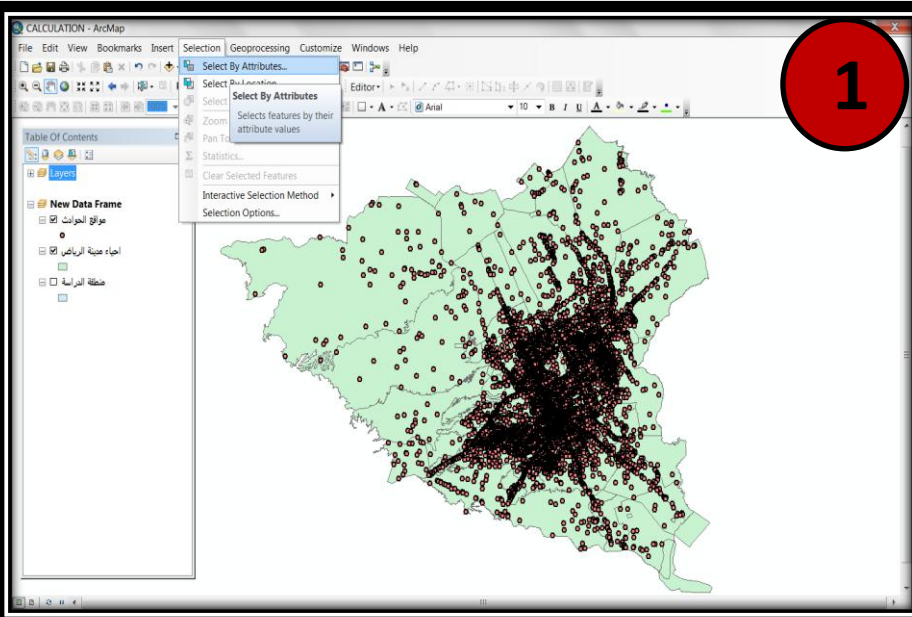 CALCULATION - ArcMap
1
File Edit View Bookmarks Insert Selection Geoprocessing Customize Windows Help
Select By Attributes...
Editor
Select By Location
Select By Attributes
Selects features by their
attribute values
Arial
10
B I U A
Table Of Contents
Layers
New Data Frame
مواقع الحوادث
احياء مدينة الرياض
منطقة الدراسة
Select
Zoom
Pan To
Statistics...
Clear Selected Features
Interactive Selection Method
Selection Options...